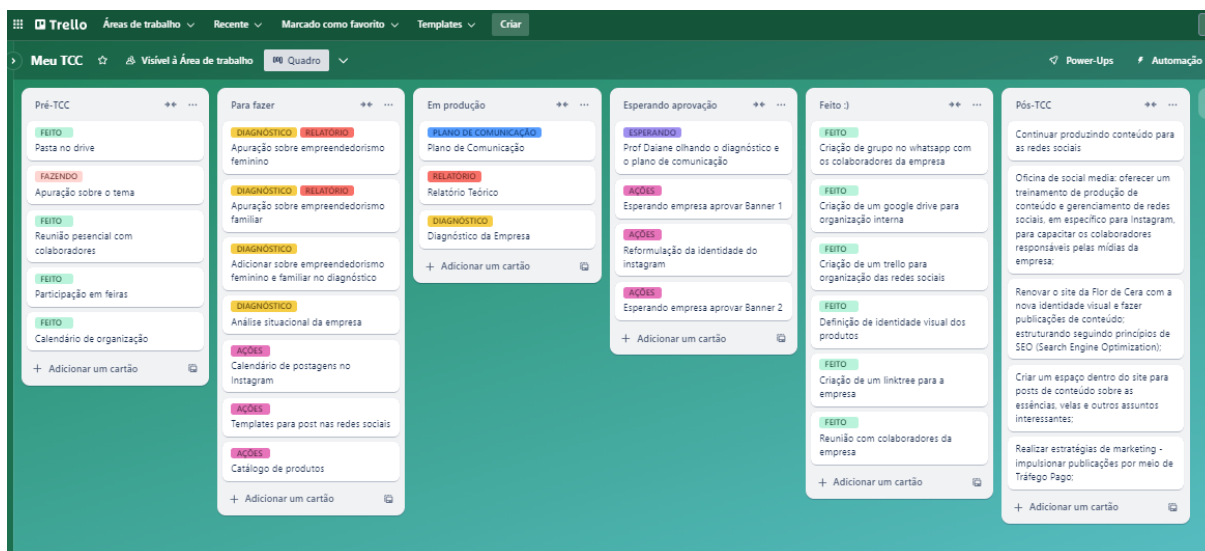 Trello Áreas de trabalho Recente Marcado como favorito Templates Criar
Meu TCC Visível à Área de trabalho Quadro Power-Ups Automação
Pré-TCC
FEITO
Pasta no drive
FAZENDO
Apuração sobre o tema
FEITO
Reunião pesencial com
colaboradores
FEITO
Participação em feiras
FEITO
Calendário de organização
+ Adicionar um cartão
Para fazer
DIAGNÓSTICO RELATÓRIO
Apuração sobre empreendedorismo
feminino
DIAGNÓSTICO RELATÓRIO
Apuração sobre empreendedorismo
familiar
DIAGNÓSTICO
Adicionar sobre empreendedorismo
feminino e familiar no diagnóstico
DIAGNÓSTICO
Análise situacional da empresa
AÇÕES
Calendário de postagens no
Instagram
AÇÕES
Templates para post nas redes sociais
AÇÕES
Catálogo de produtos
+ Adicionar um cartão
Em produção
PLANO DE COMUNICAÇÃO
Plano de Comunicação
RELATÓRIO
Relatório Teórico
DIAGNÓSTICO
Diagnóstico da Empresa
+ Adicionar um cartão
Esperando aprovação
ESPERANDO
Prof Daiane olhando o diagnóstico e
o plano de comunicação
AÇÕES
Esperando empresa aprovar Banner 1
AÇÕES
Reformulação da identidade do
instagram
AÇÕES
Esperando empresa aprovar Banner 2
+ Adicionar um cartão
Feito :)
FEITO
Criação de grupo no whatsapp com
os colaboradores da empresa
FEITO
Criação de um google drive para
organização interna
FEITO
Criação de um trello para
organização das redes sociais
FEITO
Definição de identidade visual dos
produtos
FEITO
Criação de um linktree para a
empresa
FEITO
Reunião com colaboradores da
empresa
+ Adicionar um cartão
Pós-TCC
Continuar produzindo conteúdo para
as redes sociais
Oficina de social media: oferecer um
treinamento de produção de
conteúdo e gerenciamento de redes
sociais, em específico para Instagram,
para capacitar os colaboradores
responsáveis pelas mídias da
empresa;
Renovar o site da Flor de Cera com a
nova identidade visual e fazer
publicações de conteúdo;
estruturando seguindo princípios de
SEO (Search Engine Optimization);
Criar um espaço dentro do site para
posts de conteúdo sobre as
essências, velas e outros assuntos
interessantes;
Realizar estratégias de marketing -
impulsionar publicações por meio de
Tráfego Pago;
+ Adicionar um cartão